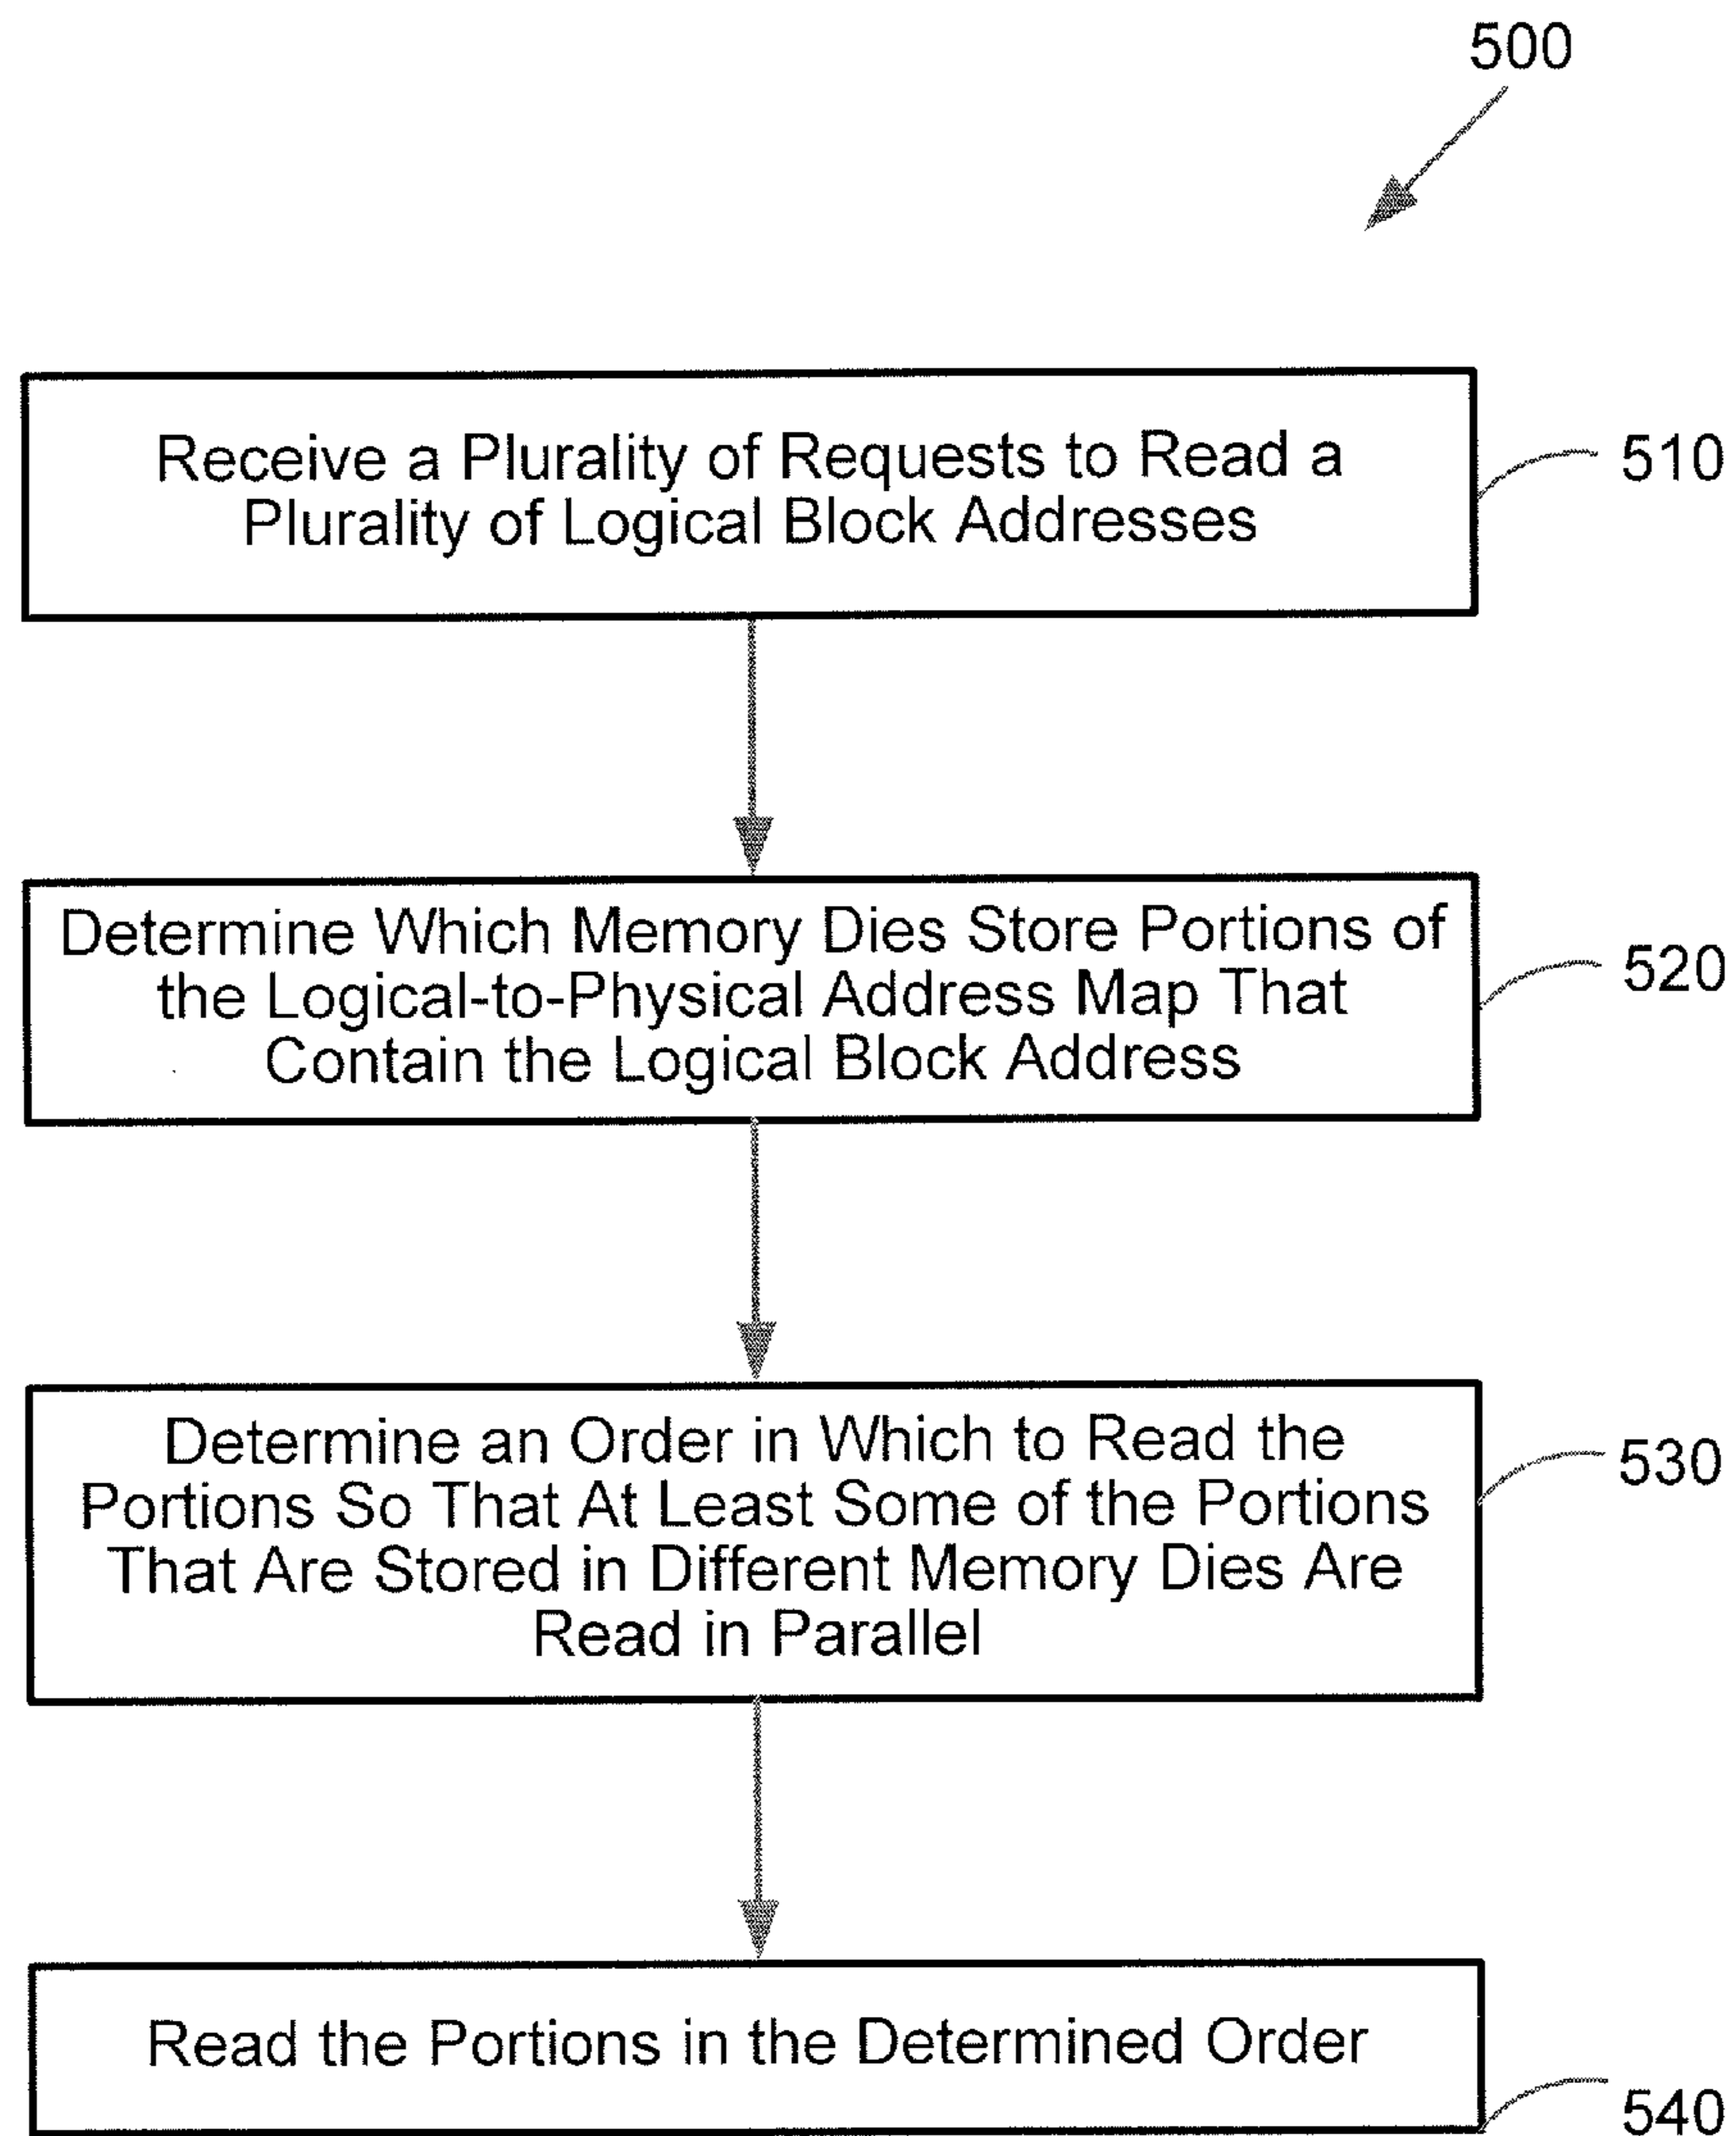 500
Receive a Plurality of Requests to Read a
Plurality of Logical Block Addresses
510
Determine Which Memory Dies Store Portions of
the Logical-to-Physical Address Map That
Contain the Logical Block Address
520
Determine an Order in Which to Read the
Portions So That At Least Some of the Portions
That Are Stored in Different Memory Dies Are
Read in Parallel
530
Read the Portions in the Determined Order
540